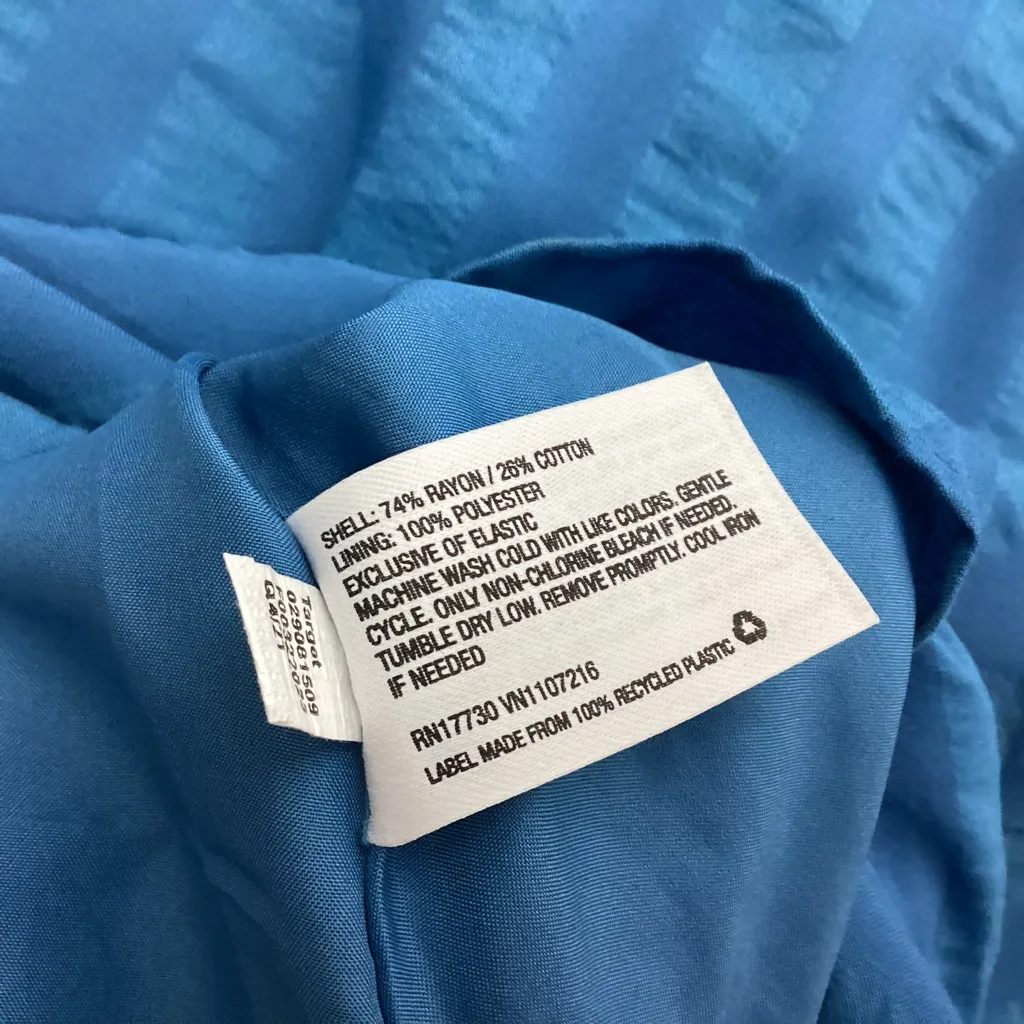 SHELL: 74% RAYON / 26% COTTON
LINING: 100% POLYESTER
EXCLUSIVE OF ELASTIC
MACHINE WASH COLD WITH LIKE COLORS. GENTLE
CYCLE. ONLY NON-CHLORINE BLEACH IF NEEDED.
TUMBLE DRY LOW. REMOVE PROMPTLY. COOL IRON
IF NEEDED
RN17730 VN1107216
LABEL MADE FROM 100% RECYCLED PLASTIC
Target
029081509